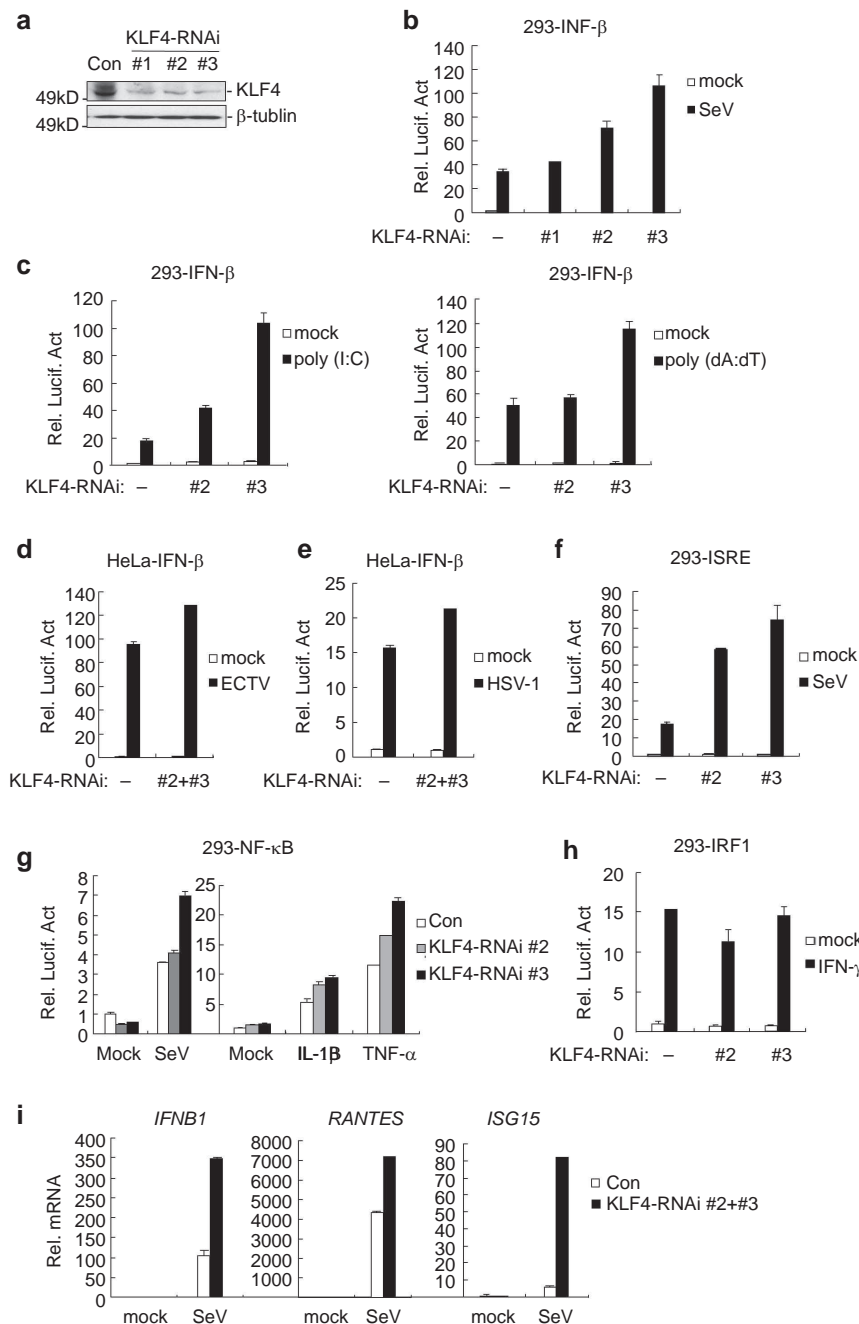 a
KLF4-RNAi
Con #1 #2 #3
49kD - KLF4
49kD - β-tublin
b
293-INF-β
Rel. Lucif. Act
120
100
80
60
40
20
0
mock
SeV
KLF4-RNAi: – #1 #2 #3
c
293-IFN-β
Rel. Lucif. Act
120
100
80
60
40
20
0
mock
poly (I:C)
KLF4-RNAi: – #2 #3
293-IFN-β
Rel. Lucif. Act
140
120
100
80
60
40
20
0
mock
poly (dA:dT)
KLF4-RNAi: – #2 #3
d
HeLa-IFN-β
Rel. Lucif. Act
140
120
100
80
60
40
20
0
mock
ECTV
KLF4-RNAi: – #2+#3
e
HeLa-IFN-β
Rel. Lucif. Act
25
20
15
10
5
0
mock
HSV-1
KLF4-RNAi: – #2+#3
f
293-ISRE
Rel. Lucif. Act
90
80
70
60
50
40
30
20
10
0
mock
SeV
KLF4-RNAi: – #2 #3
g
293-NF-κB
Rel. Lucif. Act
8
7
6
5
4
3
2
1
0
Mock SeV
25
20
15
10
5
Mock IL-1β TNF-α
Con
KLF4-RNAi #2
KLF4-RNAi #3
h
293-IRF1
Rel. Lucif. Act
20
15
10
5
0
mock
IFN-γ
KLF4-RNAi: – #2 #3
i
IFNB1
Rel. mRNA
400
350
300
250
200
150
100
50
0
mock SeV
RANTES
8000
7000
6000
5000
4000
3000
2000
1000
0
mock SeV
ISG15
90
80
70
60
50
40
30
20
10
mock SeV
Con
KLF4-RNAi #2+#3